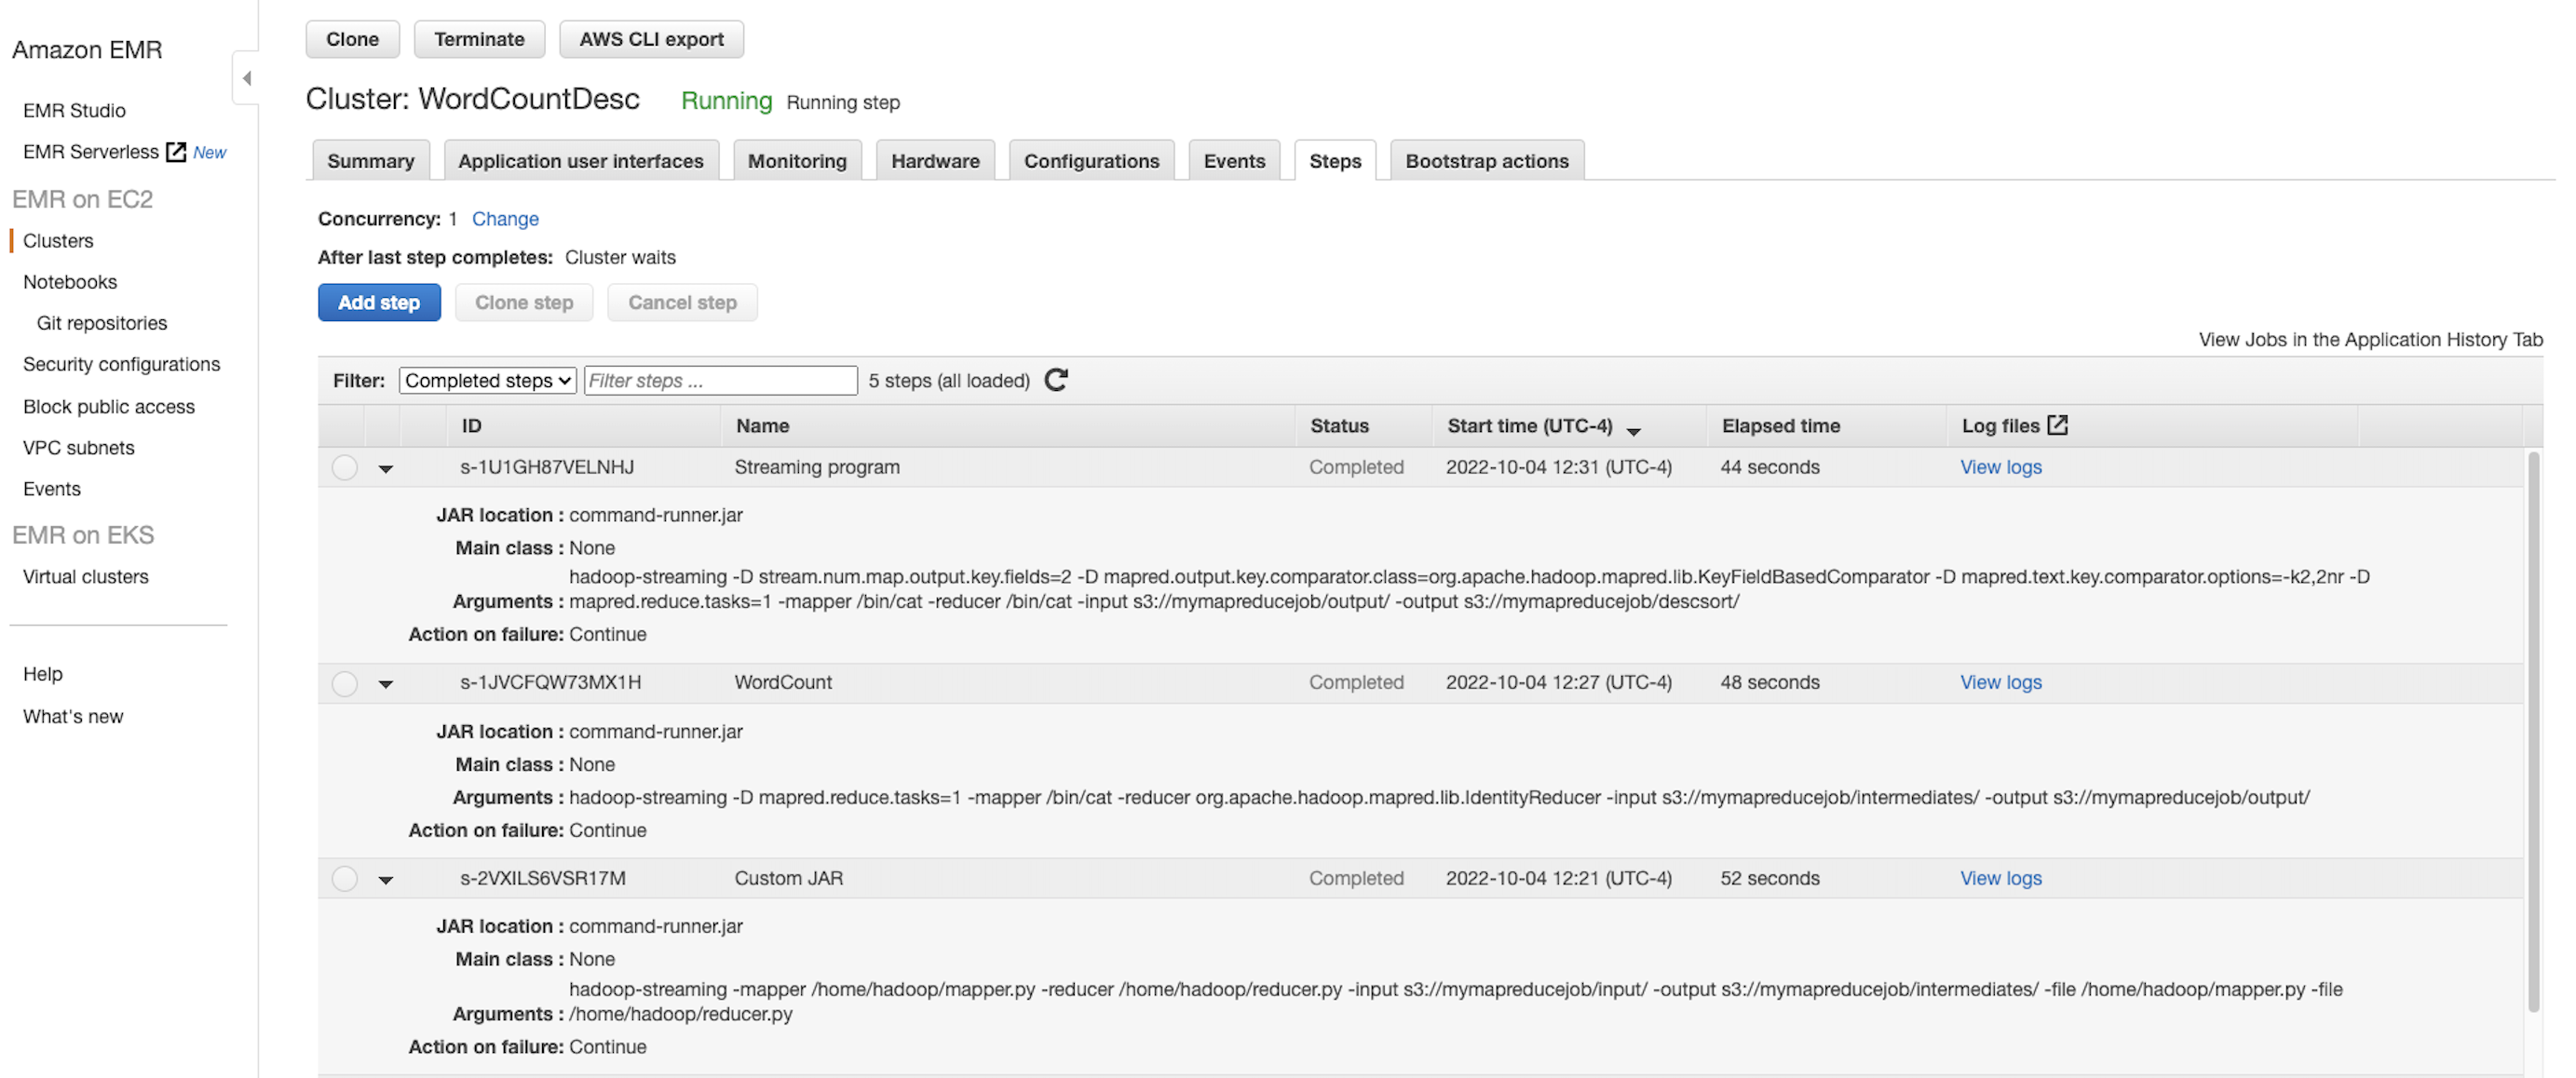 Amazon EMR
EMR Studio
EMR Serverless New
EMR on EC2
Clusters
Notebooks
Git repositories
Security configurations
Block public access
VPC subnets
Events
EMR on EKS
Virtual clusters
Help
What's new
Clone Terminate AWS CLI export
Cluster: WordCountDesc Running Running step
Summary Application user interfaces Monitoring Hardware Configurations Events Steps Bootstrap actions
Concurrency: 1 Change
After last step completes: Cluster waits
Add step Clone step Cancel step
View Jobs in the Application History Tab
Filter: Completed steps Filter steps ... 5 steps (all loaded)
ID Name Status Start time (UTC-4) Elapsed time Log files
s-1U1GH87VELNHJ Streaming program Completed 2022-10-04 12:31 (UTC-4) 44 seconds View logs
JAR location : command-runner.jar
Main class : None
hadoop-streaming -D stream.num.map.output.key.fields=2 -D mapred.output.key.comparator.class=org.apache.hadoop.mapred.lib.KeyFieldBasedComparator -D mapred.text.key.comparator.options=-k2,2nr -D
Arguments : mapred.reduce.tasks=1 -mapper /bin/cat -reducer /bin/cat -input s3://mymapreducejob/output/ -output s3://mymapreducejob/descsort/
Action on failure: Continue
s-1JVCFQW73MX1H WordCount Completed 2022-10-04 12:27 (UTC-4) 48 seconds View logs
JAR location : command-runner.jar
Main class : None
Arguments : hadoop-streaming -D mapred.reduce.tasks=1 -mapper /bin/cat -reducer org.apache.hadoop.mapred.lib.IdentityReducer -input s3://mymapreducejob/intermediates/ -output s3://mymapreducejob/output/
Action on failure: Continue
s-2VXILS6VSR17M Custom JAR Completed 2022-10-04 12:21 (UTC-4) 52 seconds View logs
JAR location : command-runner.jar
Main class : None
hadoop-streaming -mapper /home/hadoop/mapper.py -reducer /home/hadoop/reducer.py -input s3://mymapreducejob/input/ -output s3://mymapreducejob/intermediates/ -file /home/hadoop/mapper.py -file
Arguments : /home/hadoop/reducer.py
Action on failure: Continue